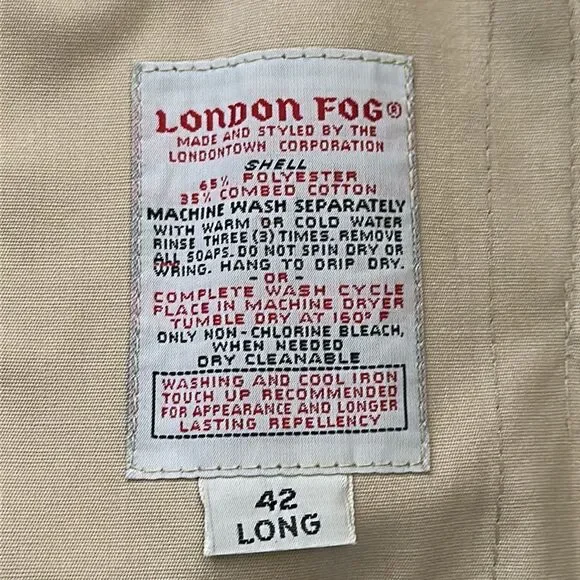 LONDON FOG®
MADE AND STYLED BY THE
LONDONTOWN CORPORATION
SHELL
65% POLYESTER
35% COMBED COTTON
MACHINE WASH SEPARATELY
WITH WARM OR COLD WATER
RINSE THREE (3) TIMES. REMOVE
ALL SOAPS. DO NOT SPIN DRY OR
WRING. HANG TO DRIP DRY.
- OR -
COMPLETE WASH CYCLE
PLACE IN MACHINE DRYER
TUMBLE DRY AT 160° F
ONLY NON-CHLORINE BLEACH,
WHEN NEEDED
DRY CLEANABLE
WASHING AND COOL IRON
TOUCH UP RECOMMENDED
FOR APPEARANCE AND LONGER
LASTING REPELLENCY
42
LONG